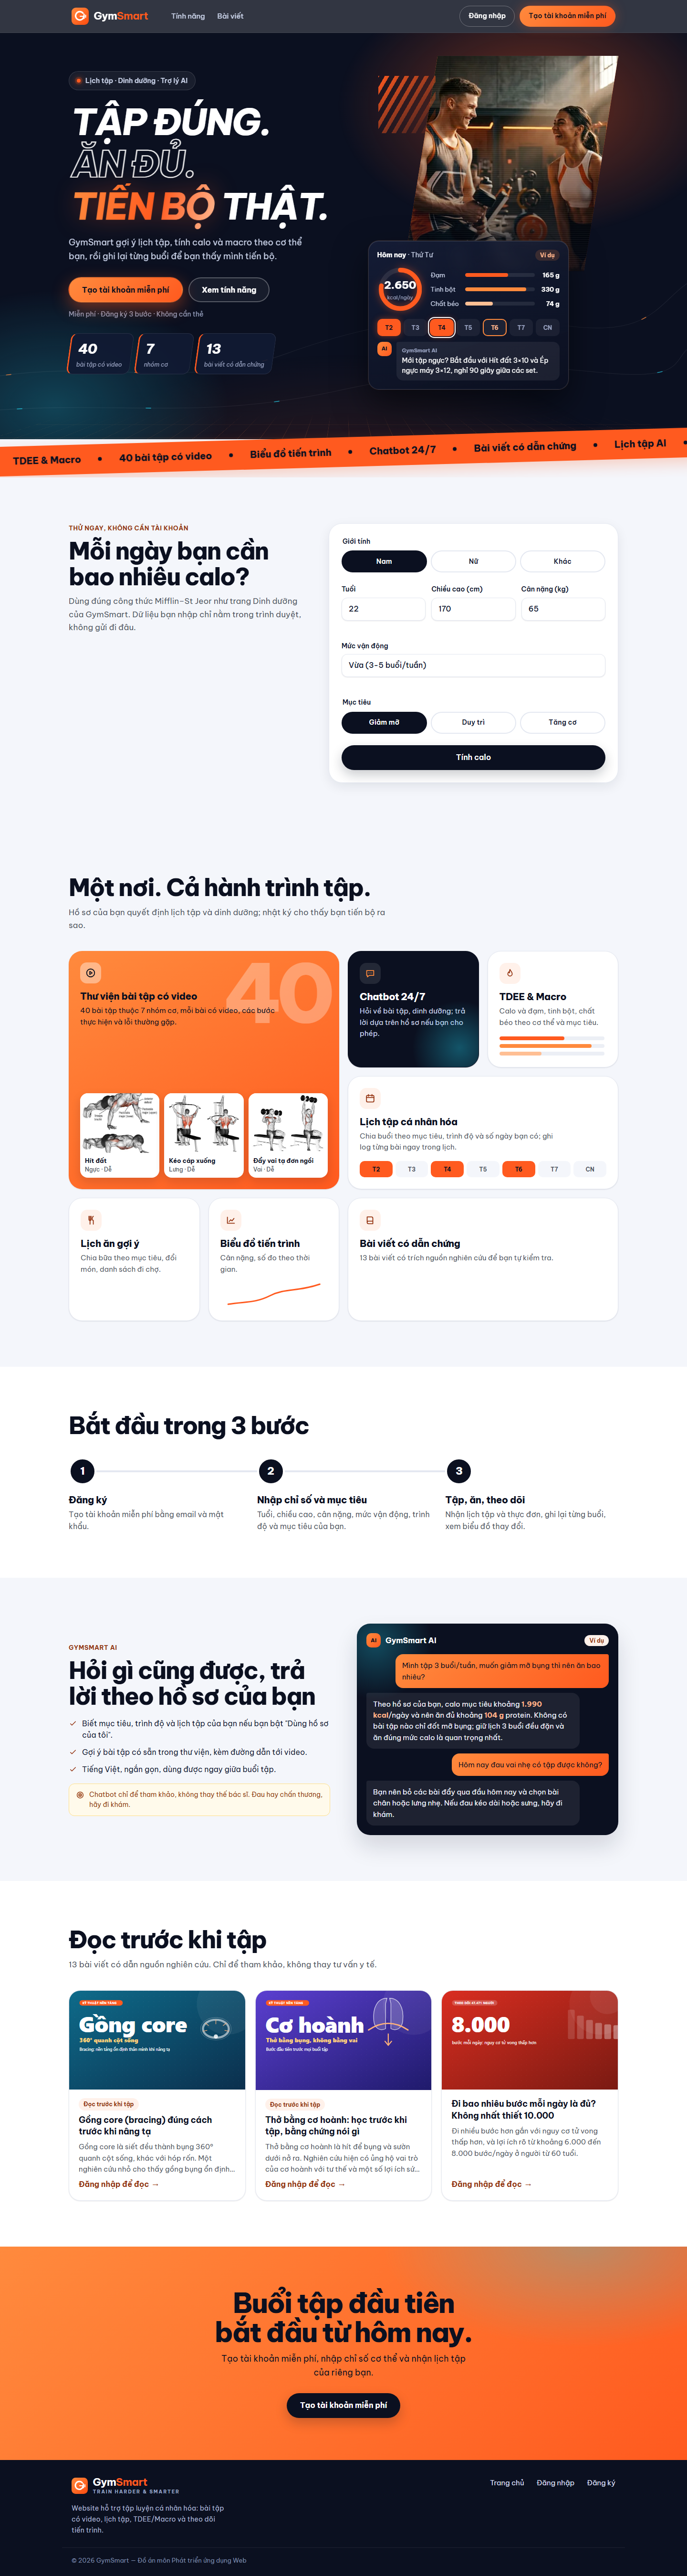 GymSmart
Tính năng
Bài viết
Đăng nhập
Tạo tài khoản miễn phí
Lịch tập · Dinh dưỡng · Trợ lý AI
TẬP ĐÚNG.
ĂN ĐỦ.
TIẾN BỘ THẬT.
GymSmart gợi ý lịch tập, tính calo và macro theo cơ thể
bạn, rồi ghi lại từng buổi để bạn thấy mình tiến bộ.
Tạo tài khoản miễn phí
Xem tính năng
Miễn phí · Đăng ký 3 bước · Không cần thẻ
40
bài tập có video
7
nhóm cơ
13
bài viết có dẫn chứng
Hôm nay · Thứ Tư
Ví dụ
2.650
kcal/ngày
Đạm
165 g
Tinh bột
330 g
Chất béo
74 g
T2
T3
T4
T5
T6
T7
CN
AI
GymSmart AI
Mới tập ngực? Bắt đầu với Hít đất 3×10 và Ép
ngực máy 3×12, nghỉ 90 giây giữa các set.
TDEE & Macro
40 bài tập có video
Biểu đồ tiến trình
Chatbot 24/7
Bài viết có dẫn chứng
Lịch tập AI
THỬ NGAY, KHÔNG CẦN TÀI KHOẢN
Mỗi ngày bạn cần
bao nhiêu calo?
Dùng đúng công thức Mifflin–St Jeor như trang Dinh dưỡng
của GymSmart. Dữ liệu bạn nhập chỉ nằm trong trình duyệt,
không gửi đi đâu.
Giới tính
Nam
Nữ
Khác
Tuổi
Chiều cao (cm)
Cân nặng (kg)
22
170
65
Mức vận động
Vừa (3-5 buổi/tuần)
Mục tiêu
Giảm mỡ
Duy trì
Tăng cơ
Tính calo
Một nơi. Cả hành trình tập.
Hồ sơ của bạn quyết định lịch tập và dinh dưỡng; nhật ký cho thấy bạn tiến bộ ra
sao.
40
Thư viện bài tập có video
40 bài tập thuộc 7 nhóm cơ, mỗi bài có video, các bước
thực hiện và lỗi thường gặp.
Hít đất
Ngực · Dễ
Kéo cáp xuống
Lưng · Dễ
Đẩy vai tạ đơn ngồi
Vai · Dễ
Chatbot 24/7
Hỏi về bài tập, dinh dưỡng; trả
lời dựa trên hồ sơ nếu bạn cho
phép.
TDEE & Macro
Calo và đạm, tinh bột, chất
béo theo cơ thể và mục tiêu.
Lịch tập cá nhân hóa
Chia buổi theo mục tiêu, trình độ và số ngày bạn có; ghi
log từng bài ngay trong lịch.
T2
T3
T4
T5
T6
T7
CN
Lịch ăn gợi ý
Chia bữa theo mục tiêu, đổi
món, danh sách đi chợ.
Biểu đồ tiến trình
Cân nặng, số đo theo thời
gian.
Bài viết có dẫn chứng
13 bài viết có trích nguồn nghiên cứu để bạn tự kiểm tra.
Bắt đầu trong 3 bước
1
2
3
Đăng ký
Tạo tài khoản miễn phí bằng email và mật
khẩu.
Nhập chỉ số và mục tiêu
Tuổi, chiều cao, cân nặng, mức vận động, trình
độ và mục tiêu của bạn.
Tập, ăn, theo dõi
Nhận lịch tập và thực đơn, ghi lại từng buổi,
xem biểu đồ thay đổi.
GYMSMART AI
Hỏi gì cũng được, trả
lời theo hồ sơ của bạn
Biết mục tiêu, trình độ và lịch tập của bạn nếu bạn bật "Dùng hồ sơ
của tôi".
Gợi ý bài tập có sẵn trong thư viện, kèm đường dẫn tới video.
Tiếng Việt, ngắn gọn, dùng được ngay giữa buổi tập.
Chatbot chỉ để tham khảo, không thay thế bác sĩ. Đau hay chấn thương,
hãy đi khám.
AI
GymSmart AI
Ví dụ
Mình tập 3 buổi/tuần, muốn giảm mỡ bụng thì nên ăn bao
nhiêu?
Theo hồ sơ của bạn, calo mục tiêu khoảng 1.990
kcal/ngày và nên ăn đủ khoảng 104 g protein. Không có
bài tập nào chỉ đốt mỡ bụng; giữ lịch 3 buổi đều đặn và
ăn đúng mức calo là quan trọng nhất.
Hôm nay đau vai nhẹ có tập được không?
Bạn nên bỏ các bài đẩy qua đầu hôm nay và chọn bài
chân hoặc lưng nhẹ. Nếu đau kéo dài hoặc sưng, hãy đi
khám.
Đọc trước khi tập
13 bài viết có dẫn nguồn nghiên cứu. Chỉ để tham khảo, không thay tư vấn y tế.
KỸ THUẬT NỀN TẢNG
Gồng core
360° quanh cột sống
Bracing: nền tảng ổn định thân mình khi nâng tạ
Đọc trước khi tập
Gồng core (bracing) đúng cách
trước khi nâng tạ
Gồng core là siết đều thành bụng 360°
quanh cột sống, khác với hóp rốn. Một
nghiên cứu nhỏ cho thấy gồng bụng ổn định...
Đăng nhập để đọc →
KỸ THUẬT NỀN TẢNG
Cơ hoành
Thở bằng bụng, không bằng vai
Bước đầu tiên trước mọi buổi tập
Đọc trước khi tập
Thở bằng cơ hoành: học trước khi
tập, bằng chứng nói gì
Thở bằng cơ hoành là hít để bụng và sườn
dưới nở ra. Nghiên cứu hiện có ủng hộ vai trò
của cơ hoành với tư thế và một số lợi ích sứ...
Đăng nhập để đọc →
8.000
bước mỗi ngày: nguy cơ tử vong thấp hơn
Đi bao nhiêu bước mỗi ngày là đủ?
Không nhất thiết 10.000
Đi nhiều bước hơn gắn với nguy cơ tử vong
thấp hơn, và lợi ích rõ từ khoảng 6.000 đến
8.000 bước/ngày ở người từ 60 tuổi.
Đăng nhập để đọc →
Buổi tập đầu tiên
bắt đầu từ hôm nay.
Tạo tài khoản miễn phí, nhập chỉ số cơ thể và nhận lịch tập
của riêng bạn.
Tạo tài khoản miễn phí
GymSmart
TRAIN HARDER & SMARTER
Trang chủ
Đăng nhập
Đăng ký
Website hỗ trợ tập luyện cá nhân hóa: bài tập
có video, lịch tập, TDEE/Macro và theo dõi
tiến trình.
© 2026 GymSmart — Đồ án môn Phát triển ứng dụng Web